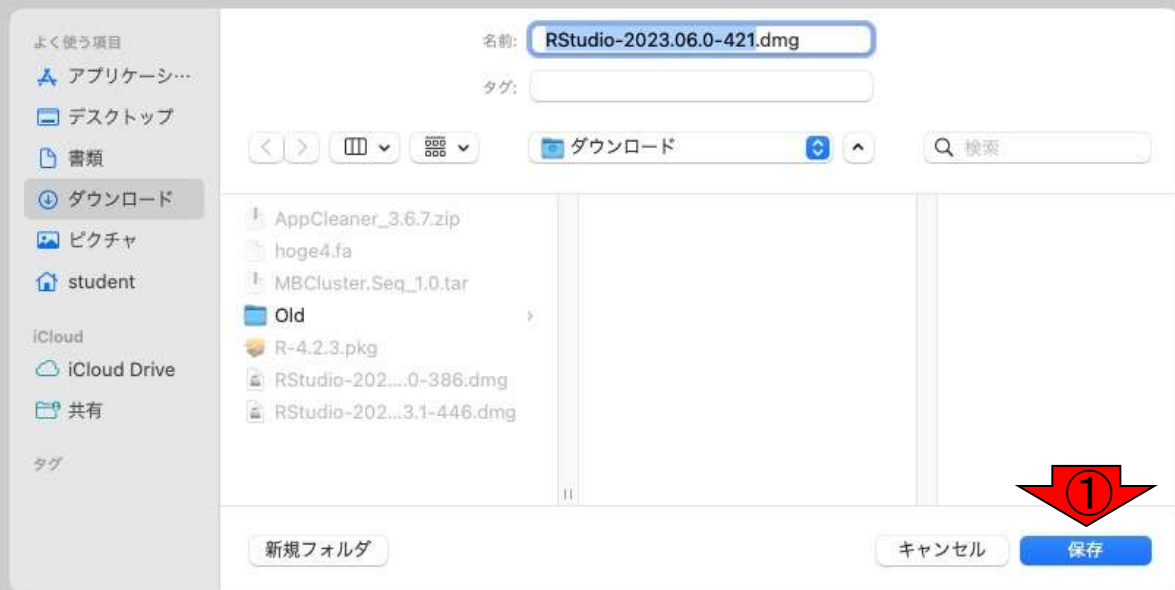 よく使う項目
アプリケーシ…
デスクトップ
書類
ダウンロード
ピクチャ
student
iCloud
iCloud Drive
共有
タグ
名前: RStudio-2023.06.0-421.dmg
タグ:
ダウンロード
検索
AppCleaner_3.6.7.zip
hoge4.fa
MBCluster.Seq_1.0.tar
Old
R-4.2.3.pkg
RStudio-202....0-386.dmg
RStudio-202...3.1-446.dmg
①
新規フォルダ
キャンセル
保存